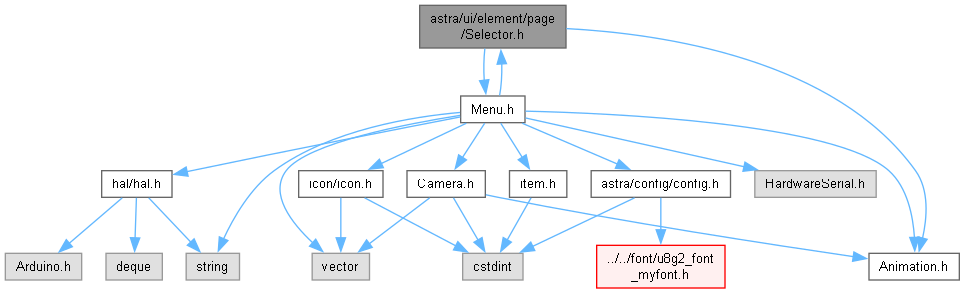 astra/ui/element/page
/Selector.h
Menu.h
hal/hal.h
icon/icon.h
Camera.h
item.h
astra/config/config.h
HardwareSerial.h
Arduino.h
deque
string
vector
cstdint
../../font/u8g2_font
_myfont.h
Animation.h